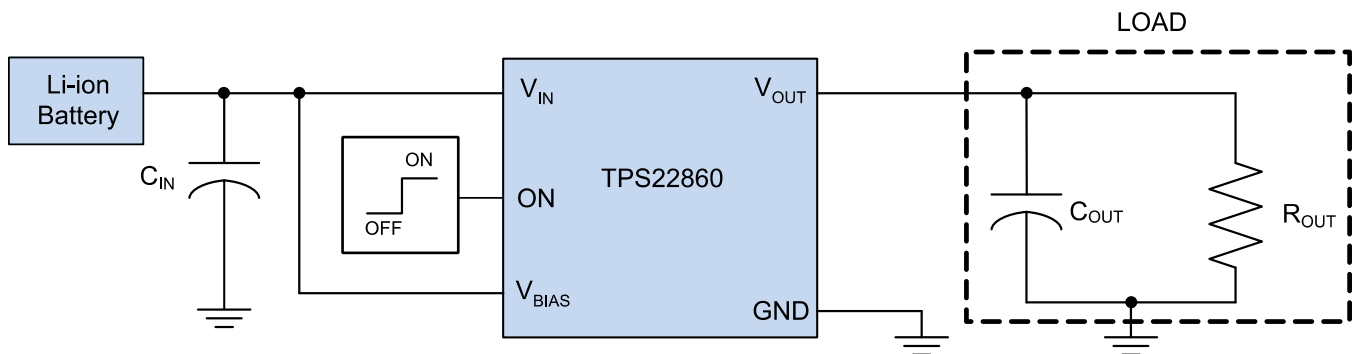 LOAD
Li-ion
Battery
V_IN
V_OUT
C_IN
ON
OFF
ON
TPS22860
C_OUT
R_OUT
V_BIAS
GND